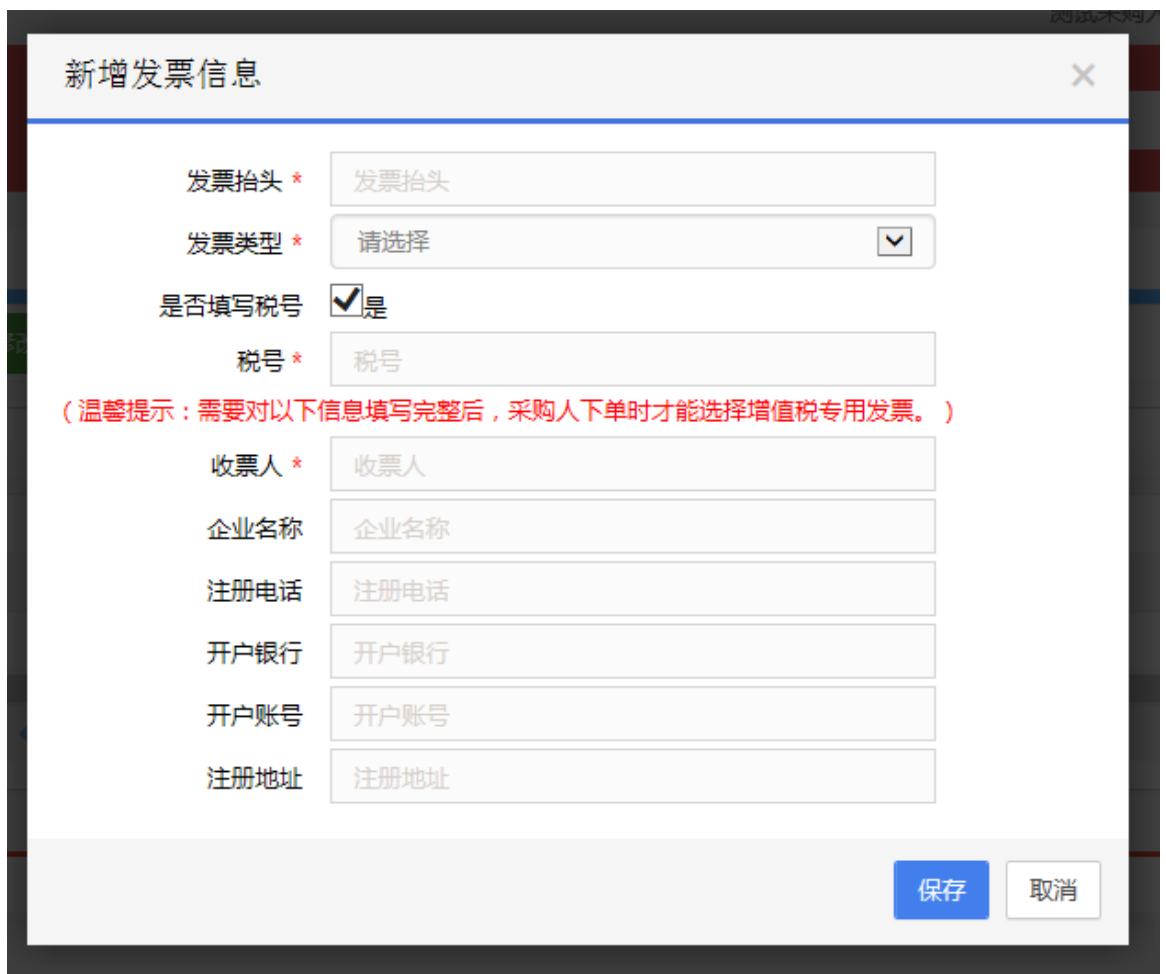 测试采购人
新增发票信息 ×
发票抬头 * 发票抬头
发票类型 * 请选择
是否填写税号 是
税号 * 税号
(温馨提示:需要对以下信息填写完整后,采购人下单时才能选择增值税专用发票。)
收票人 * 收票人
企业名称 企业名称
注册电话 注册电话
开户银行 开户银行
开户账号 开户账号
注册地址 注册地址
保存 取消